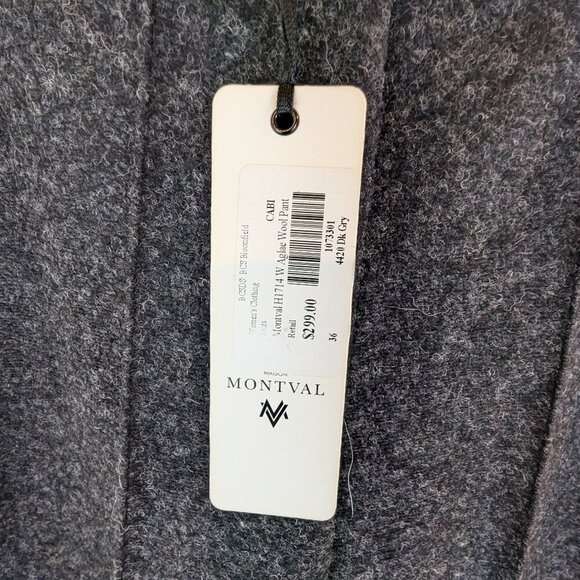 BCSDS: BCS Bloomfield
Women's Clothing
CABI
Montval H1714 W Aglae Wool Pant
Retail
$299.00
1073301
36
4420 Dk Gry
MAISON
MONTVAL